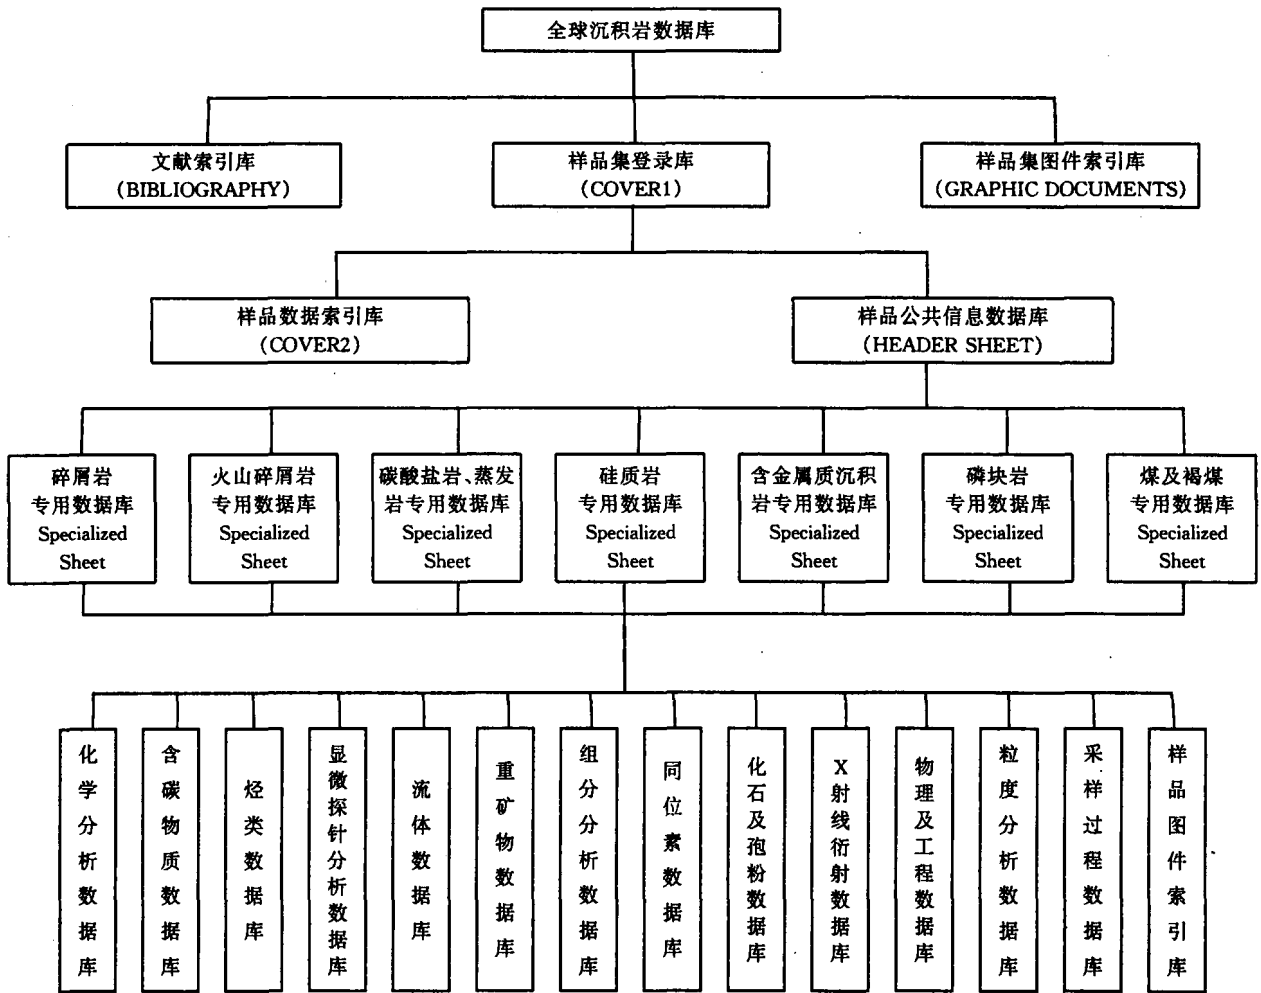 全球沉积岩数据库
文献索引库
(BIBLIOGRAPHY)
样品集登录库
(COVER1)
样品集图件索引库
(GRAPHIC DOCUMENTS)
样品数据索引库
(COVER2)
样品公共信息数据库
(HEADER SHEET)
碎屑岩
专用数据库
Specialized
Sheet
火山碎屑岩
专用数据库
Specialized
Sheet
碳酸盐岩、蒸发
岩专用数据库
Specialized
Sheet
硅质岩
专用数据库
Specialized
Sheet
含金属质沉积
岩专用数据库
Specialized
Sheet
磷块岩
专用数据库
Specialized
Sheet
煤及褐煤
专用数据库
Specialized
Sheet
化学分析数据库
含碳物质数据库
烃类数据库
显微探针分析数据库
流体数据库
重矿物数据库
组分分析数据库
同位素数据库
化石及孢粉数据库
X射线衍射数据库
物理及工程数据库
粒度分析数据库
采样过程数据库
样品图件索引库